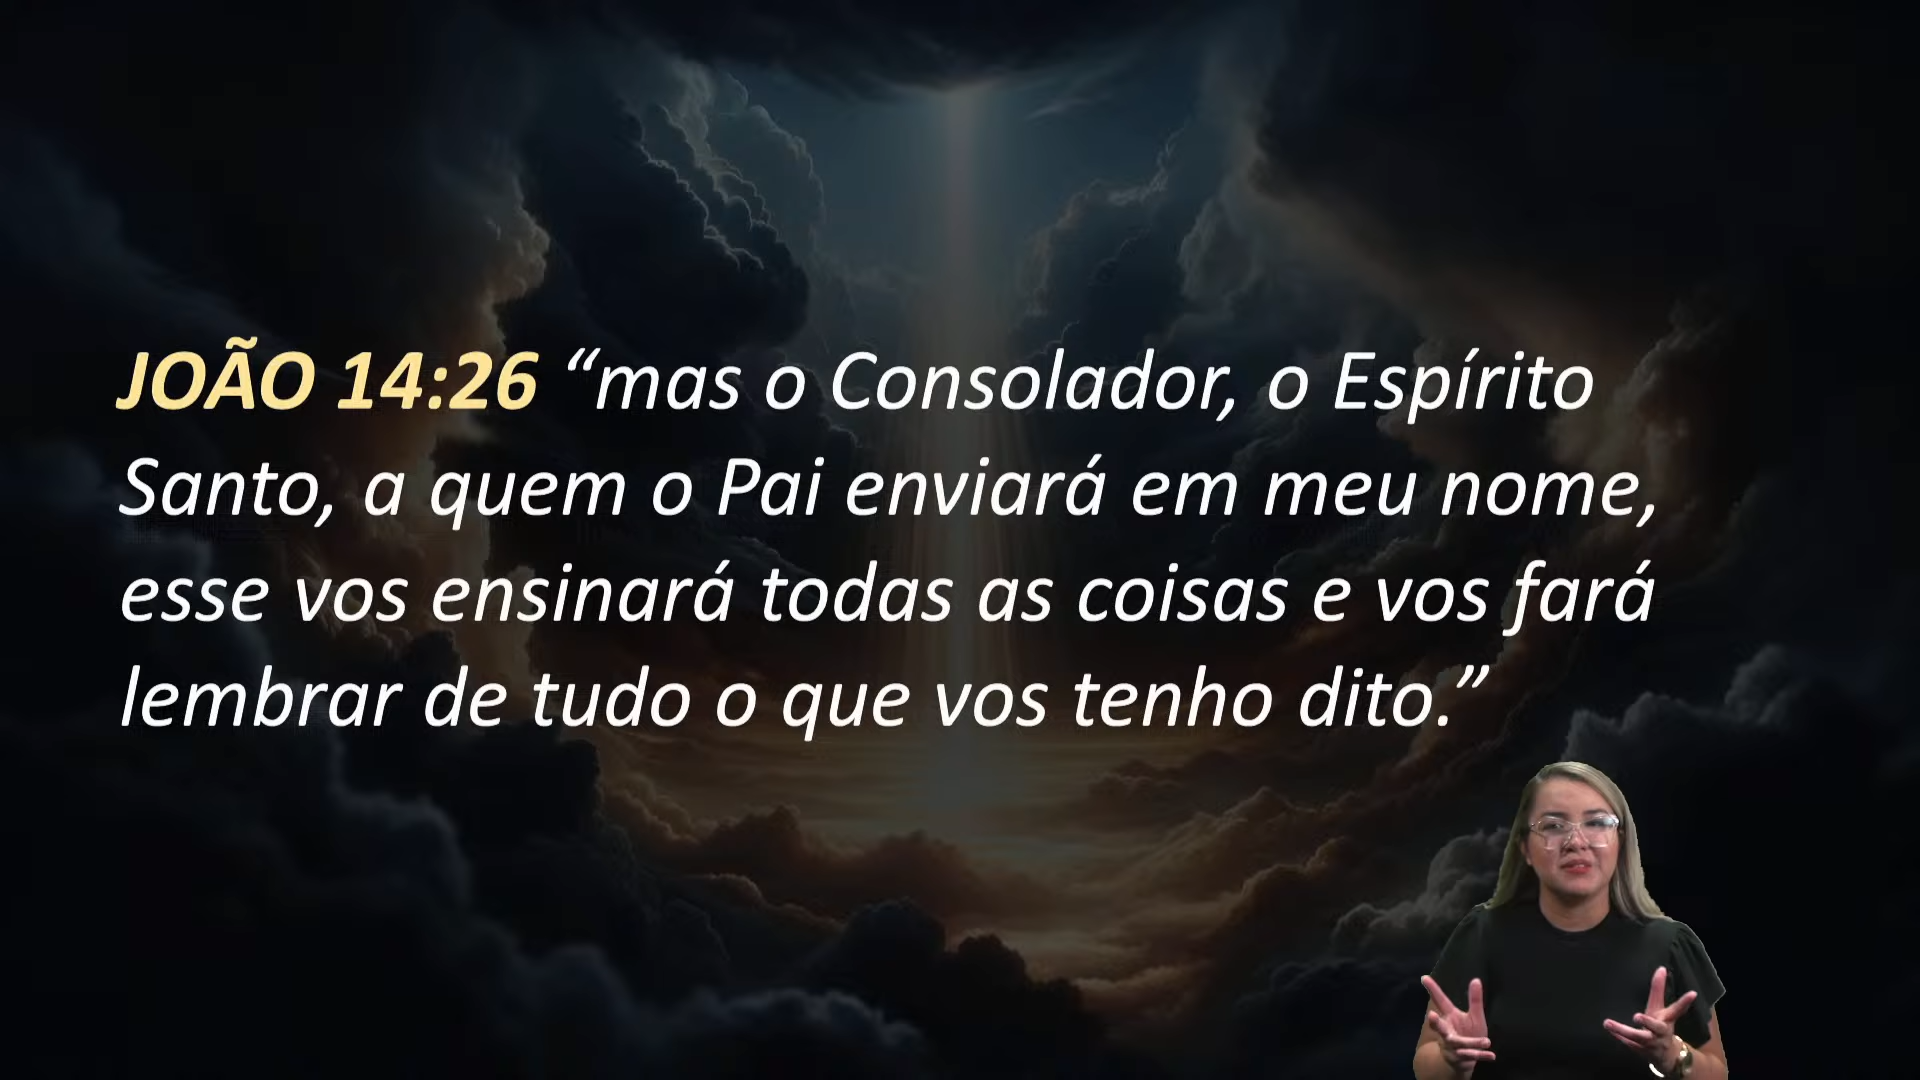 JOÃO 14:26 “mas o Consolador, o Espírito
Santo, a quem o Pai enviará em meu nome,
esse vos ensinará todas as coisas e vos fará
lembrar de tudo o que vos tenho dito.”